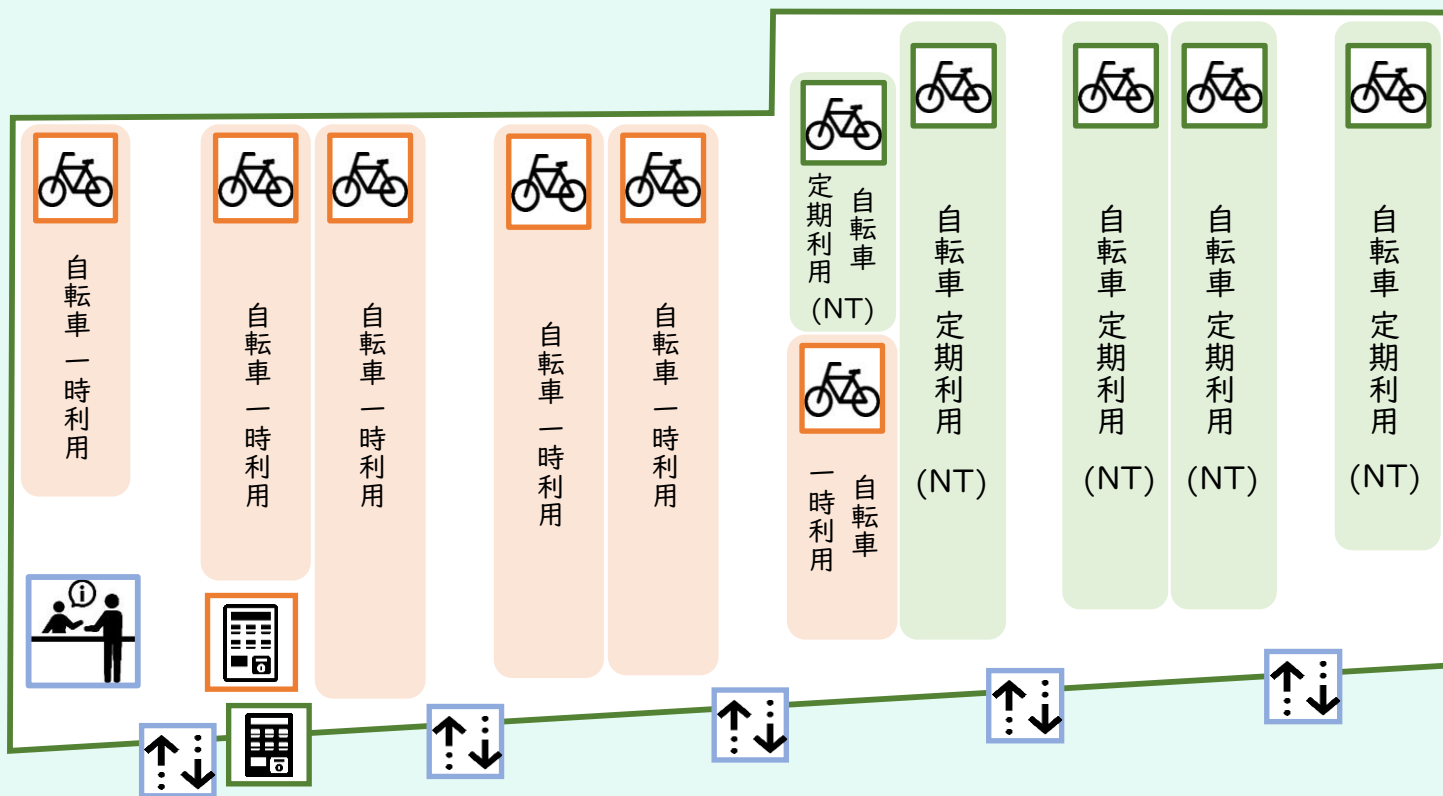 自転車 一時利用
自転車 一時利用
自転車 一時利用
自転車 一時利用
自転車 一時利用
自転車
定期利用
(NT)
自転車
一時利用
自転車 定期利用
(NT)
自転車 定期利用
(NT)
自転車 定期利用
(NT)
自転車 定期利用
(NT)
i